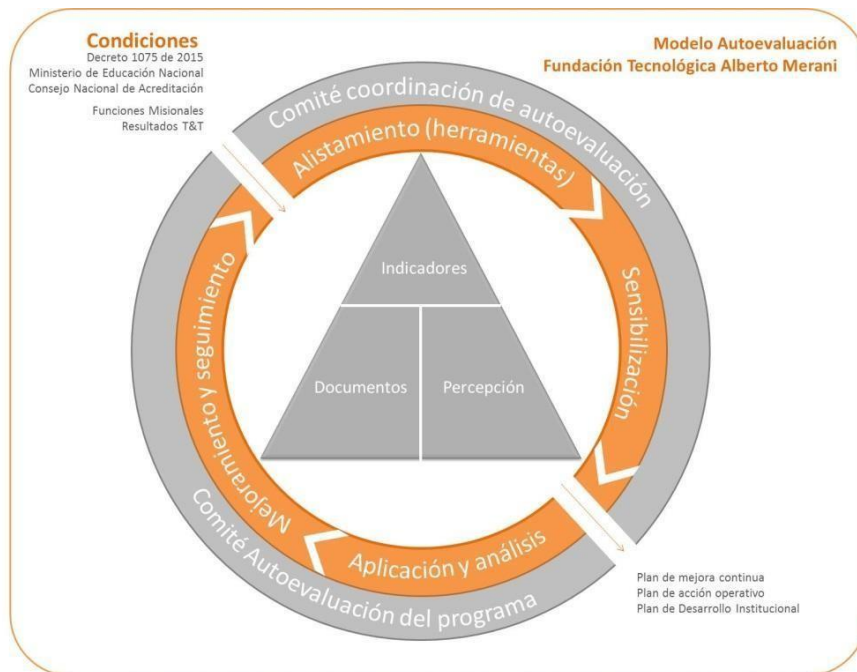 Condiciones
Decreto 1075 de 2015
Ministerio de Educación Nacional
Consejo Nacional de Acreditación
Funciones Misionales
Resultados T&T
Modelo Autoevaluación
Fundación Tecnológica Alberto Merani
Comité coordinación de autoevaluación
Alistamiento (herramientas)
Sensibilización
Aplicación y análisis
Mejoramiento y seguimiento
Comité Autoevaluación del programa
Indicadores
Documentos
Percepción
Plan de mejora continua
Plan de acción operativo
Plan de Desarrollo Institucional